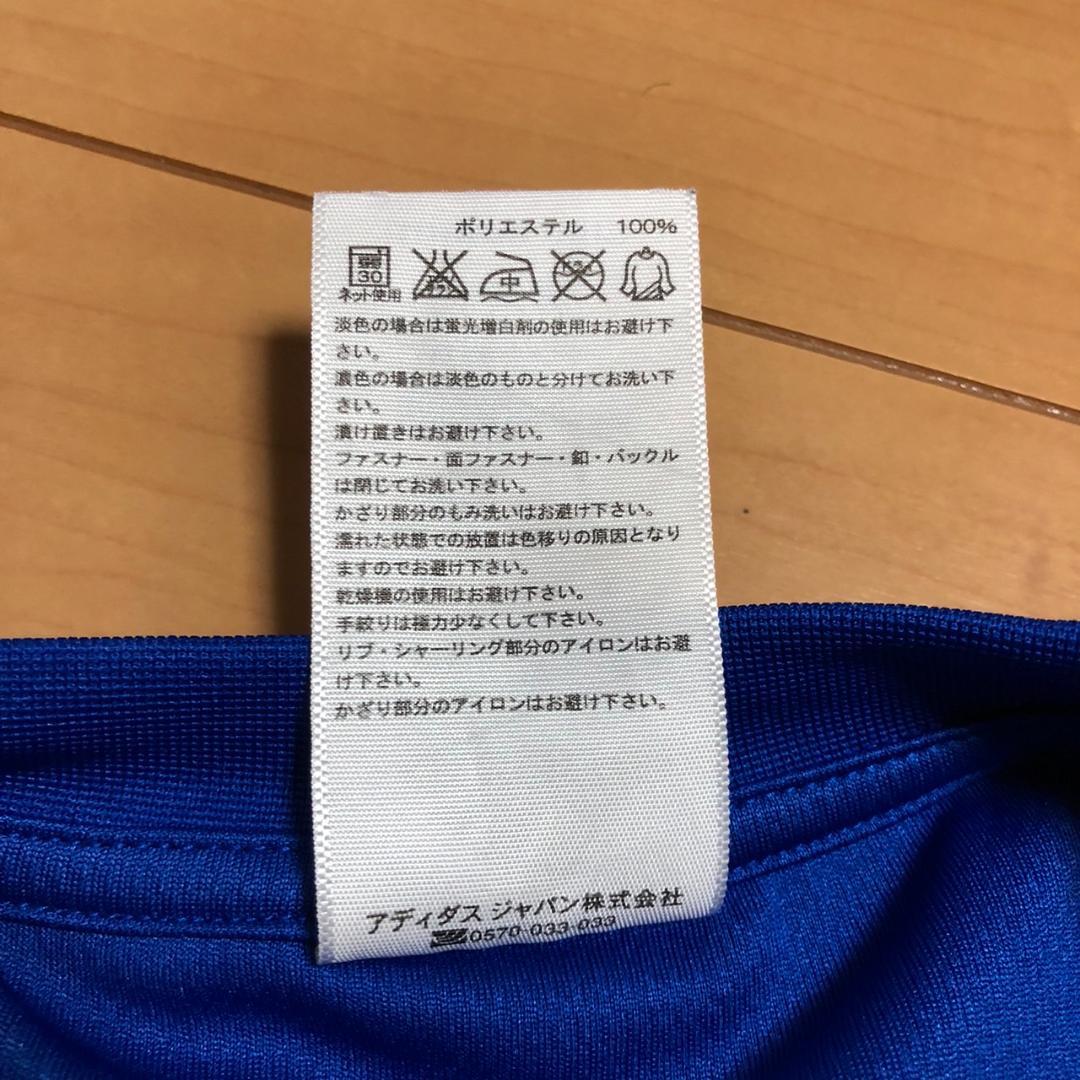 ポリエステル 100%
30 中
ネット使用
淡色の場合は蛍光増白剤の使用はお避け下
さい。
濃色の場合は淡色のものと分けてお洗い下
さい。
漬け置きはお避け下さい。
ファスナー・面ファスナー・釦・バックル
は閉じてお洗い下さい。
かざり部分のもみ洗いはお避け下さい。
濡れた状態での放置は色移りの原因となり
ますのでお避け下さい。
乾燥機の使用はお避け下さい。
手絞りは極力少なくして下さい。
リブ・シャーリング部分のアイロンはお避
け下さい。
かざり部分のアイロンはお避け下さい。
アディダス ジャパン株式会社
0570-033-033